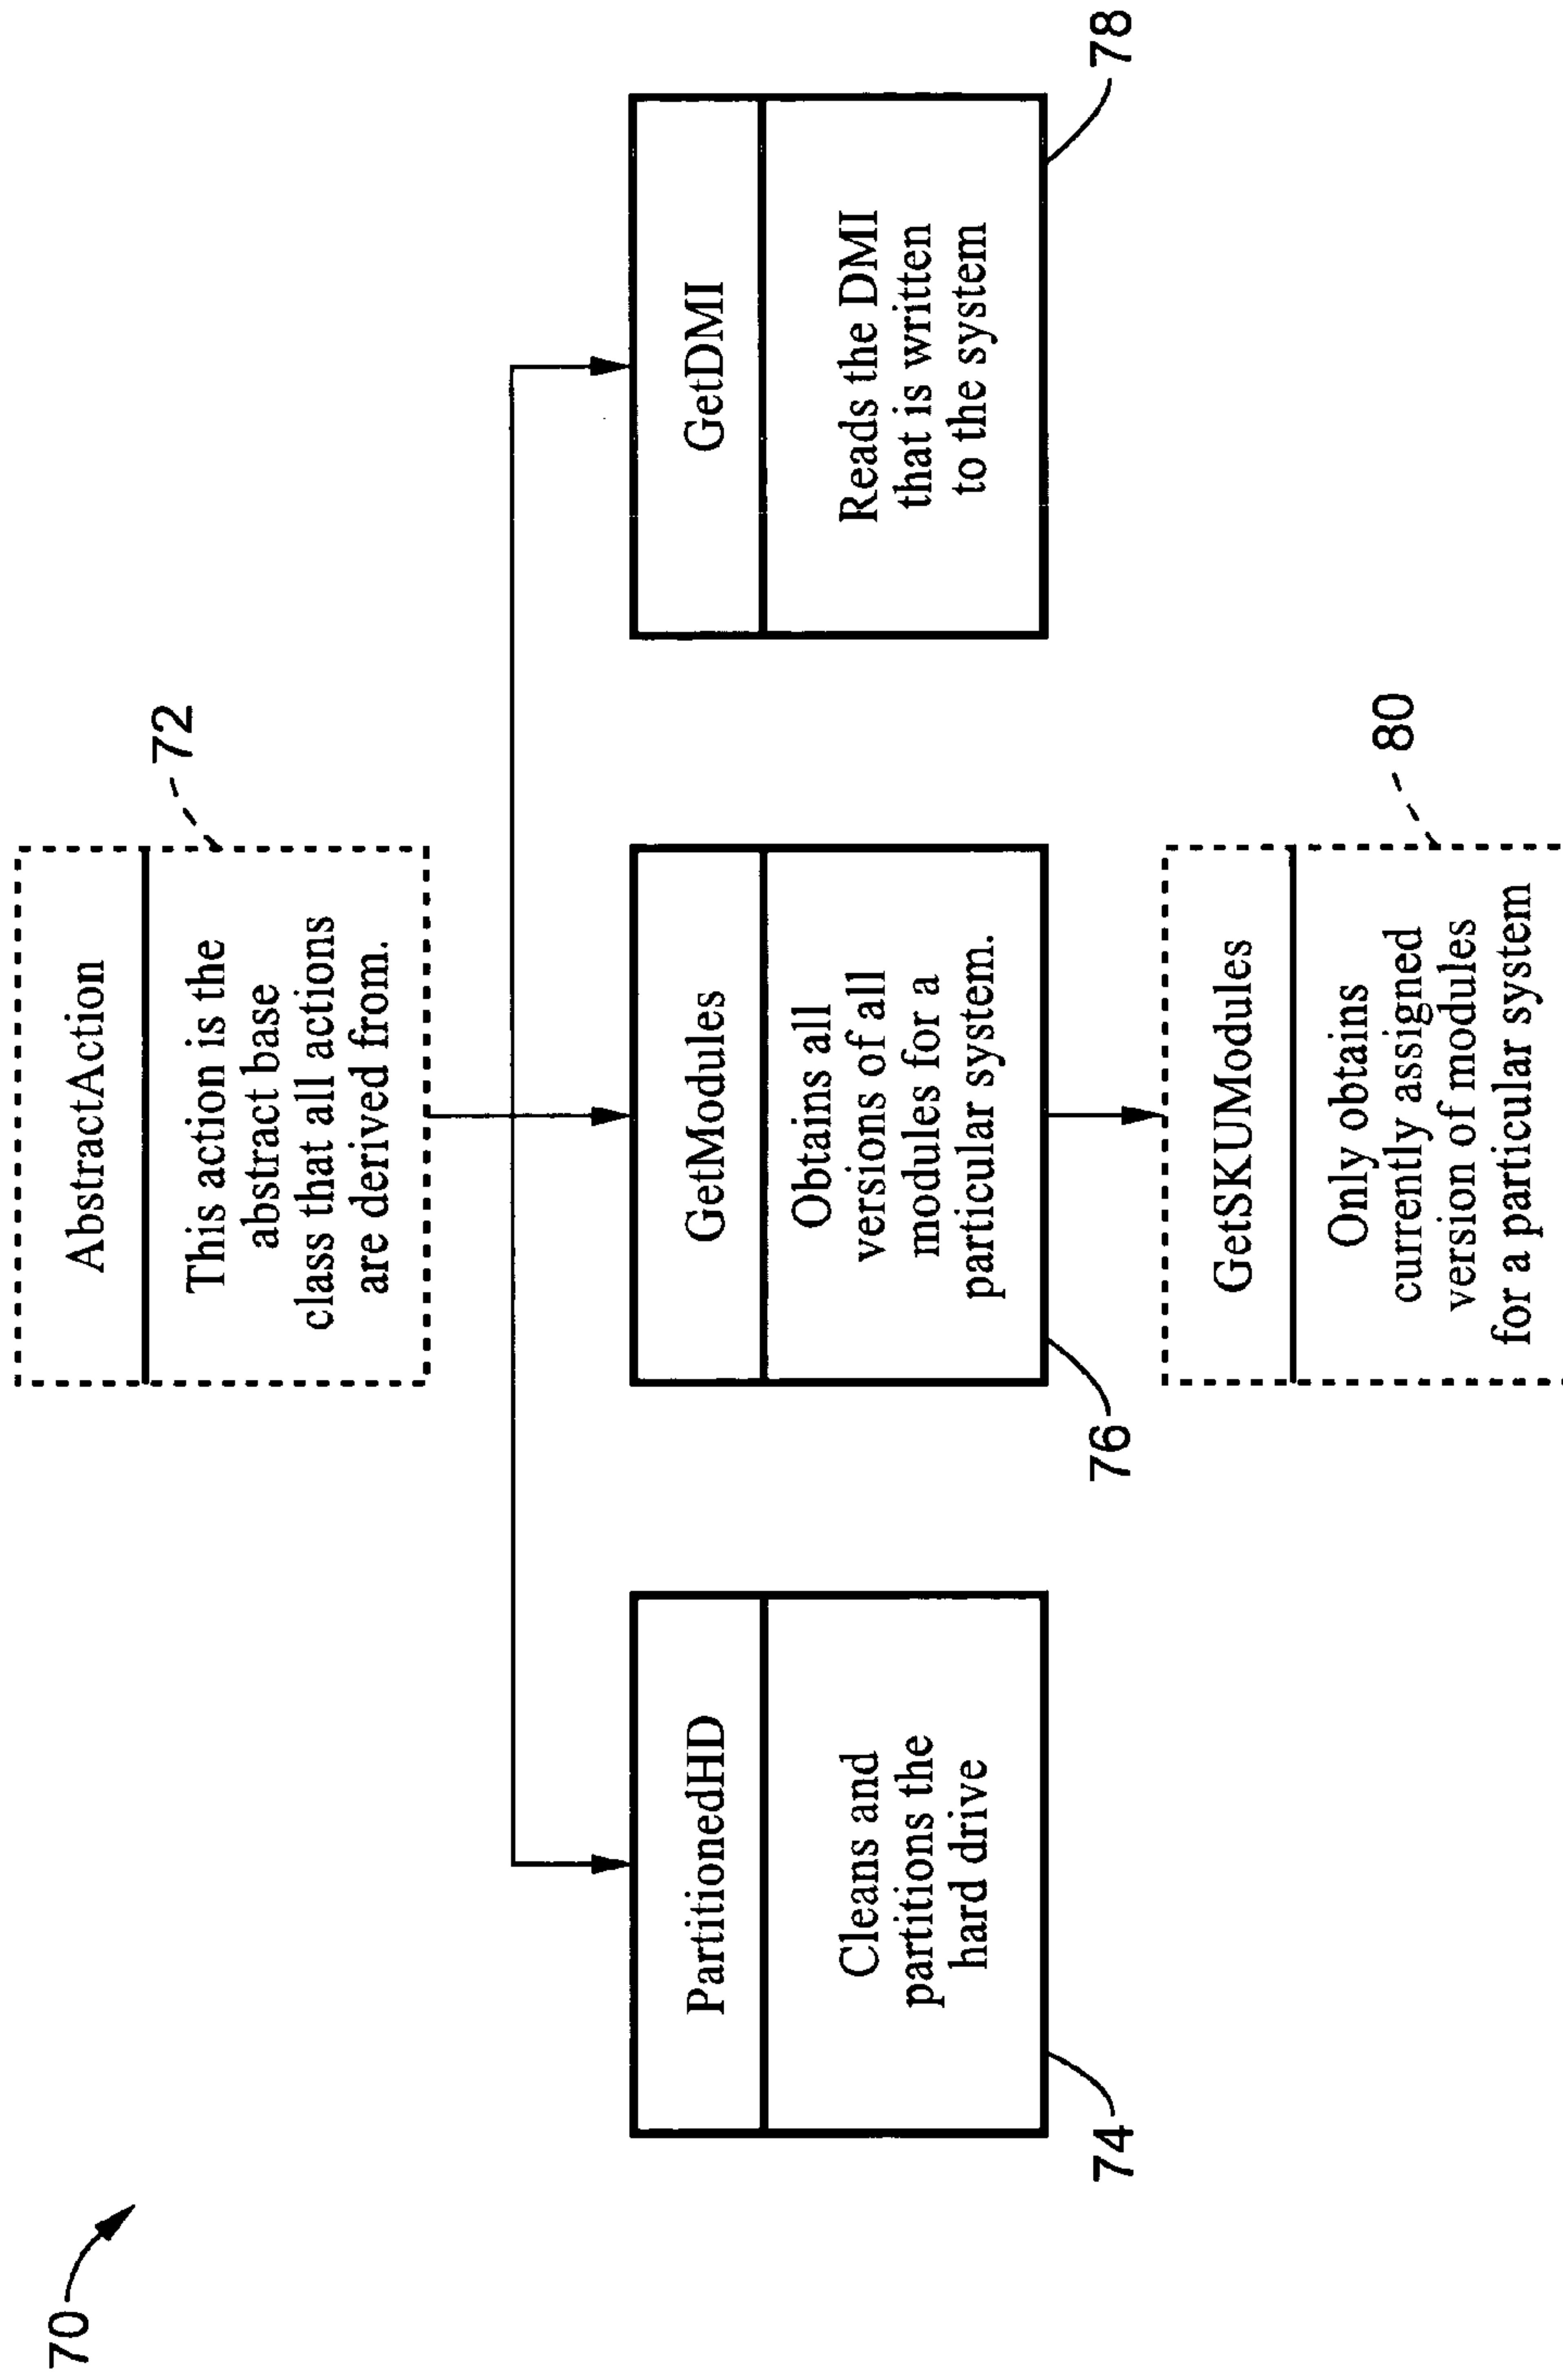 70
AbstractAction
This action is the
abstract base
class that all actions
are derived from.
72
PartitionedHD
Cleans and
partitions the
hard drive
74
GetModules
Obtains all
versions of all
modules for a
particular system.
76
GetDMI
Reads the DMI
that is written
to the system
78
GetSKUModules
Only obtains
currently assigned
version of modules
for a particular system
80